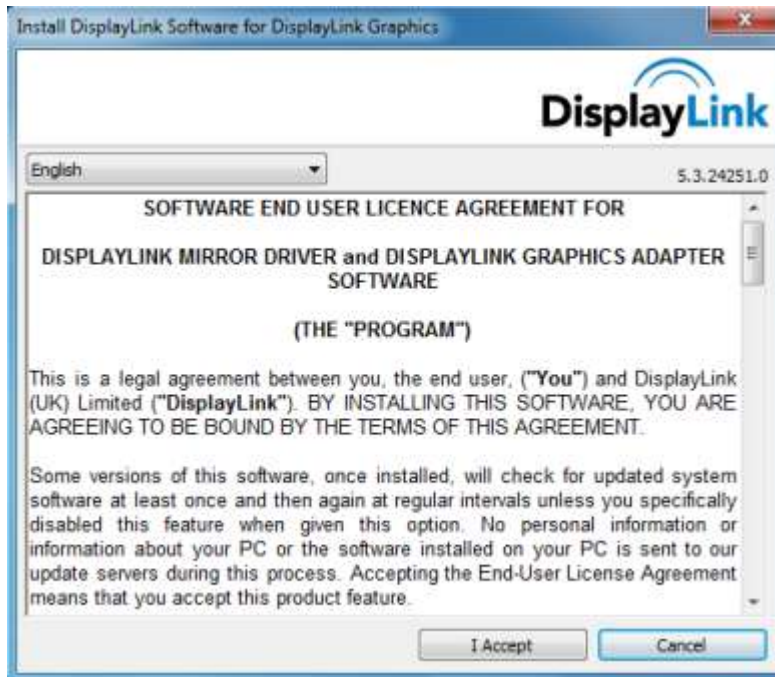 Install DisplayLink Software for DisplayLink Graphics
DisplayLink
English
5.3.24251.0
SOFTWARE END USER LICENCE AGREEMENT FOR
DISPLAYLINK MIRROR DRIVER and DISPLAYLINK GRAPHICS ADAPTER
SOFTWARE
(THE "PROGRAM")
This is a legal agreement between you, the end user, ("You") and DisplayLink
(UK) Limited ("DisplayLink"). BY INSTALLING THIS SOFTWARE, YOU ARE
AGREEING TO BE BOUND BY THE TERMS OF THIS AGREEMENT.
Some versions of this software, once installed, will check for updated system
software at least once and then again at regular intervals unless you specifically
disabled this feature when given this option. No personal information or
information about your PC or the software installed on your PC is sent to our
update servers during this process. Accepting the End-User License Agreement
means that you accept this product feature.
I Accept
Cancel